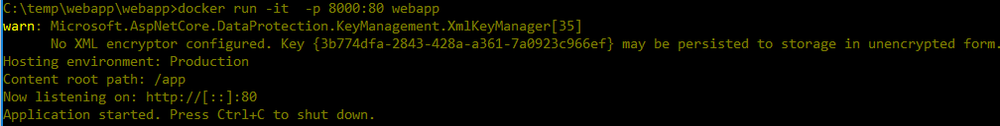 C:\temp\webapp\webapp>docker run -it  -p 8000:80 webapp
warn: Microsoft.AspNetCore.DataProtection.KeyManagement.XmlKeyManager[35]
      No XML encryptor configured. Key {3b774dfa-2843-428a-a361-7a0923c966ef} may be persisted to storage in unencrypted form.
Hosting environment: Production
Content root path: /app
Now listening on: http://[::]:80
Application started. Press Ctrl+C to shut down.